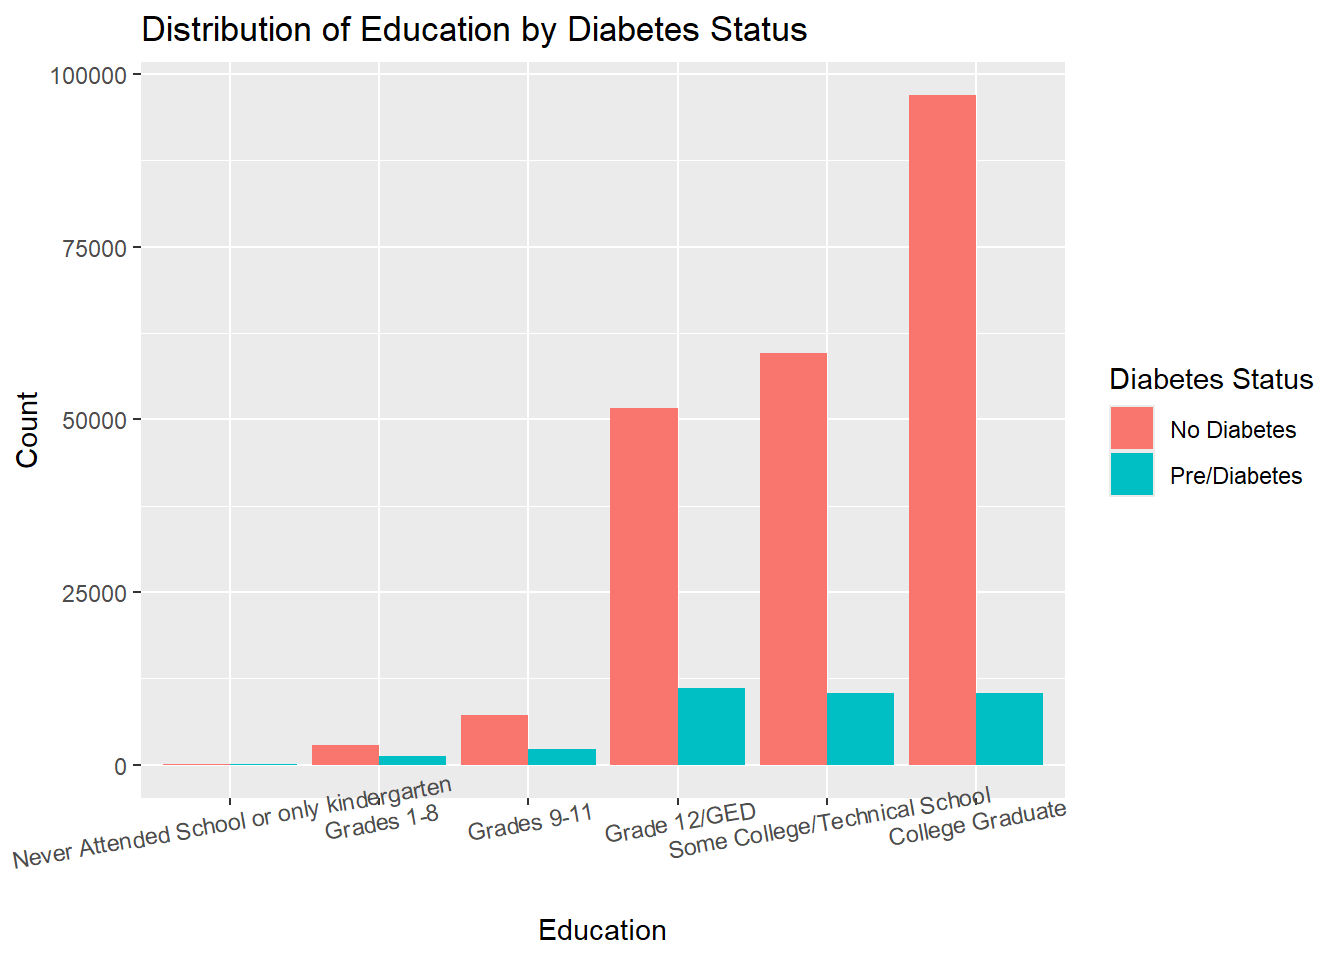 Distribution of Education by Diabetes Status
100000
75000
50000
25000
0
Count
Never Attended School or only kindergarten
Grades 1-8
Grades 9-11
Grade 12/GED
Some College/Technical School
College Graduate
Education
Diabetes Status
No Diabetes
Pre/Diabetes